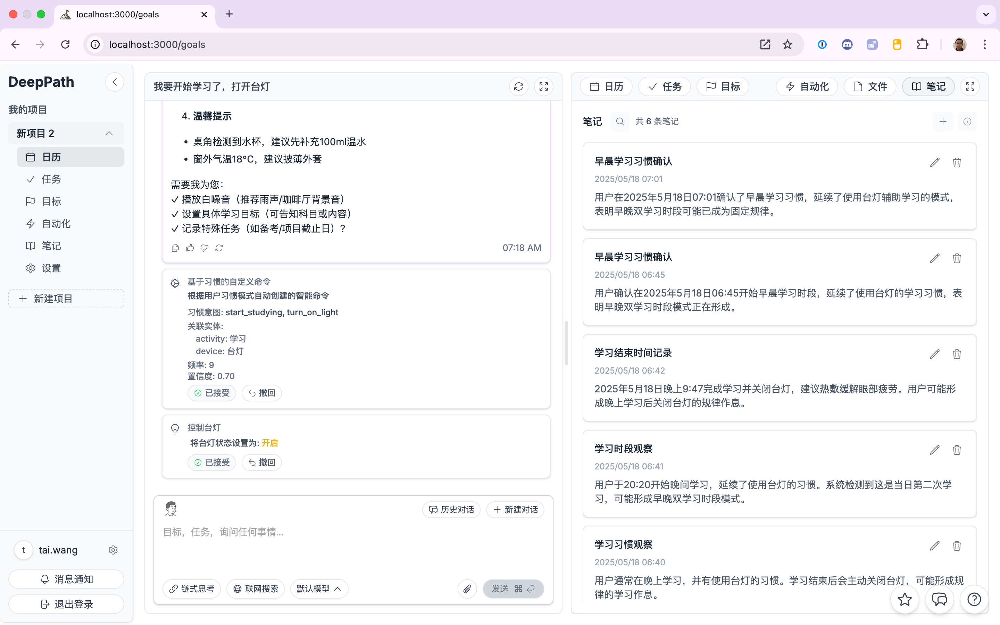 localhost:3000/goals
localhost:3000/goals
DM
DeepPath
我的项目
新项目 2
日历
任务
目标
自动化
笔记
设置
新建项目
t
tai.wang
消息通知
退出登录
我要开始学习了，打开台灯
4. 温馨提示
• 桌角检测到水杯，建议先补充100ml温水
• 窗外气温18°C，建议披薄外套
需要我为您：
✓ 播放白噪音（推荐雨声/咖啡厅背景音）
✓ 设置具体学习目标（可告知科目或内容）
✓ 记录特殊任务（如备考/项目截止日）?
07:18 AM
基于习惯的自定义命令
根据用户习惯模式自动创建的智能命令
习惯意图: start_studying, turn_on_light
关联实体:
activity: 学习
device: 台灯
频率: 9
置信度: 0.70
已接受 撤回
控制台灯
将台灯状态设置为: 开启
已接受 撤回
历史对话 新建对话
目标，任务，询问任何事情...
链式思考 联网搜索 默认模型 发送 ⌘
日历 任务 目标 自动化 文件 笔记
笔记 共 6 条笔记
早晨学习习惯确认
2025/05/18 07:01
用户在2025年5月18日07:01确认了早晨学习习惯，延续了使用台灯辅助学习的模式，
表明早晚双学习时段可能已成为固定规律。
早晨学习习惯确认
2025/05/18 06:45
用户确认在2025年5月18日06:45开始早晨学习时段，延续了使用台灯的学习习惯，表
明早晚双学习时段模式正在形成。
学习结束时间记录
2025/05/18 06:42
2025年5月18日晚上9:47完成学习并关闭台灯，建议热敷缓解眼部疲劳。用户可能形
成晚上学习后关闭台灯的规律作息。
学习时段观察
2025/05/18 06:41
用户于20:20开始晚间学习，延续了使用台灯的习惯。系统检测到这是当日第二次学
习，可能形成早晚双学习时段模式。
学习习惯观察
2025/05/18 06:40
用户通常在晚上学习，并有使用台灯的习惯。学习结束后会主动关闭台灯，可能形成规
律的学习作息。